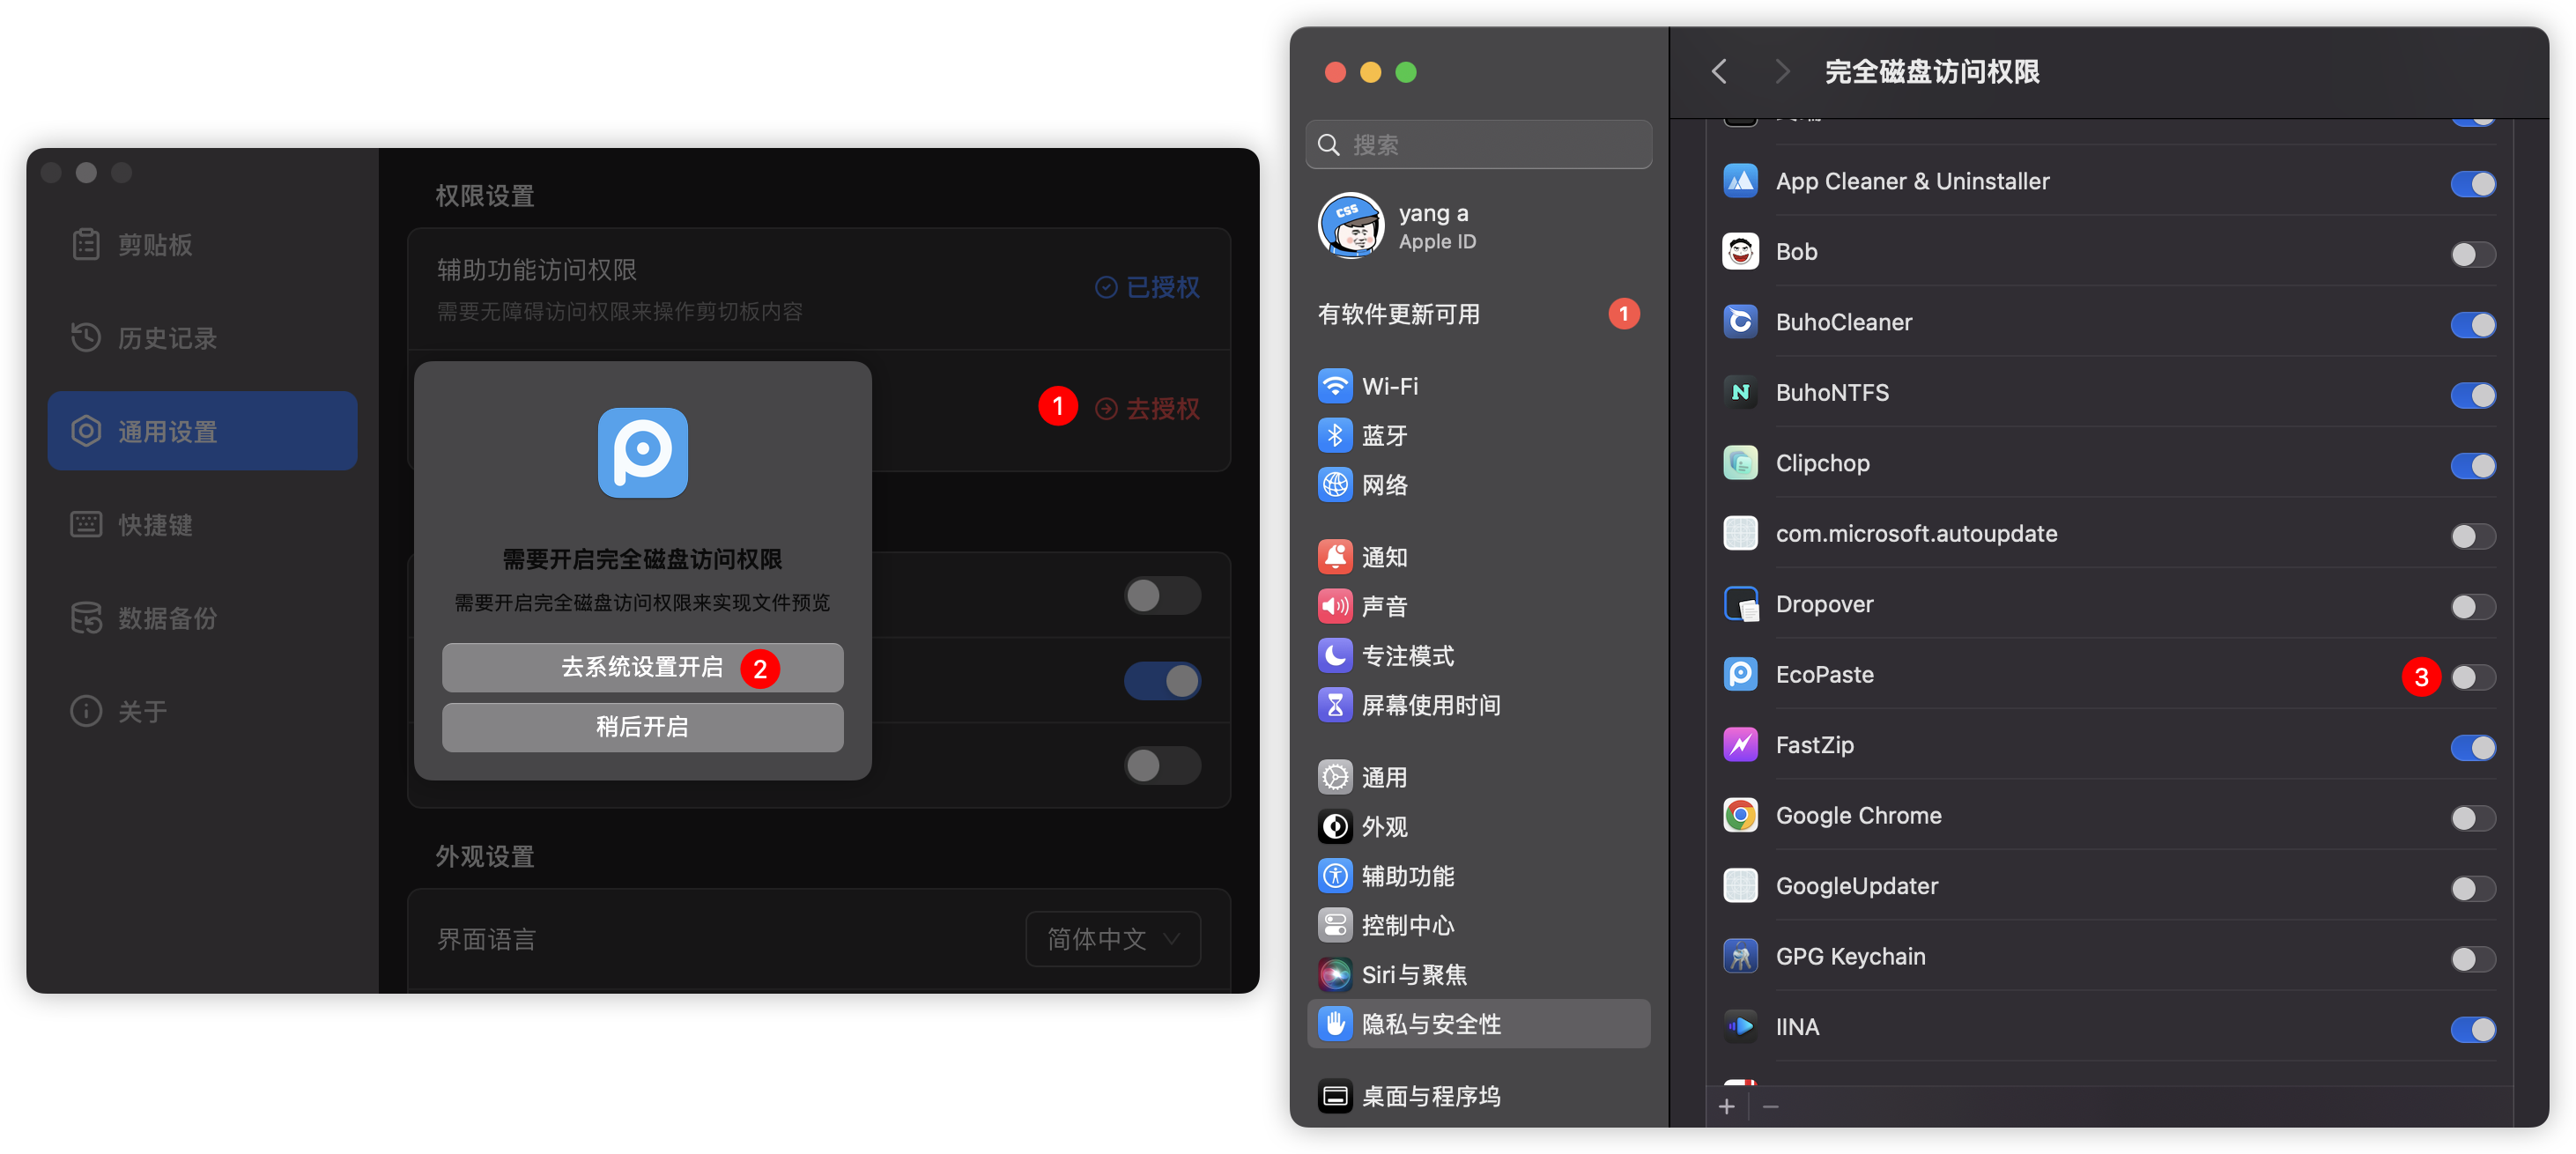 权限设置
剪贴板
辅助功能访问权限
已授权
需要无障碍访问权限来操作剪切板内容
历史记录
1
去授权
通用设置
快捷键
需要开启完全磁盘访问权限
需要开启完全磁盘访问权限来实现文件预览
数据备份
去系统设置开启
2
关于
稍后开启
外观设置
界面语言
简体中文
完全磁盘访问权限
搜索
CSS
yang a
Apple ID
有软件更新可用
1
Wi-Fi
蓝牙
网络
通知
声音
专注模式
屏幕使用时间
通用
外观
辅助功能
控制中心
Siri与聚焦
隐私与安全性
桌面与程序坞
App Cleaner & Uninstaller
Bob
BuhoCleaner
BuhoNTFS
Clipchop
com.microsoft.autoupdate
Dropover
EcoPaste
3
FastZip
Google Chrome
GoogleUpdater
GPG Keychain
IINA